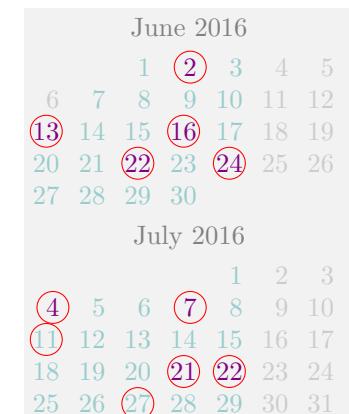 June 2016
1 2 3 4 5
6 7 8 9 10 11 12
13 14 15 16 17 18 19
20 21 22 23 24 25 26
27 28 29 30
July 2016
1 2 3
4 5 6 7 8 9 10
11 12 13 14 15 16 17
18 19 20 21 22 23 24
25 26 27 28 29 30 31